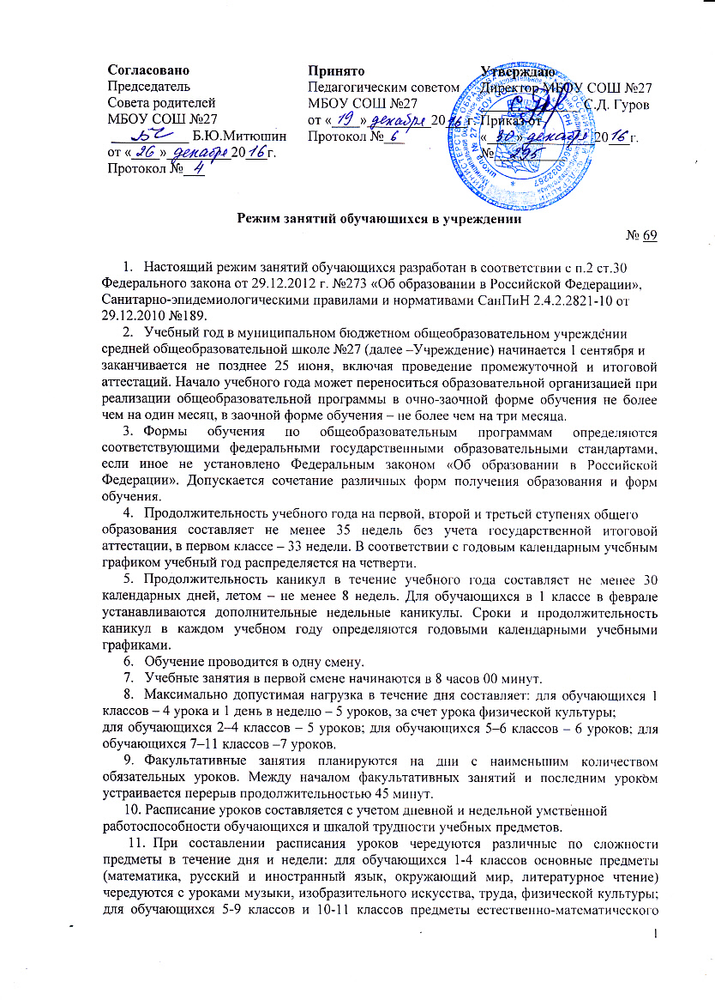 Согласовано
Председатель
Совета родителей
МБОУ СОШ №27
Б.Ю.Митюшин
от « 26 » декабря 2016 г.
Протокол № 4
Принято
Педагогическим советом
МБОУ СОШ №27
от « 19 » декабря 2016 г.
Протокол № 6
Утверждаю
Директор МБОУ СОШ №27
С.Д. Гуров
Приказ от
« 30 » декабря 2016 г.
№ 295
Режим занятий обучающихся в учреждении
№ 69
1. Настоящий режим занятий обучающихся разработан в соответствии с п.2 ст.30
Федерального закона от 29.12.2012 г. №273 «Об образовании в Российской Федерации»,
Санитарно-эпидемиологическими правилами и нормативами СанПиН 2.4.2.2821-10 от
29.12.2010 №189.
2. Учебный год в муниципальном бюджетном общеобразовательном учреждении
средней общеобразовательной школе №27 (далее –Учреждение) начинается 1 сентября и
заканчивается не позднее 25 июня, включая проведение промежуточной и итоговой
аттестаций. Начало учебного года может переноситься образовательной организацией при
реализации общеобразовательной программы в очно-заочной форме обучения не более
чем на один месяц, в заочной форме обучения – не более чем на три месяца.
3. Формы обучения по общеобразовательным программам определяются
соответствующими федеральными государственными образовательными стандартами,
если иное не установлено Федеральным законом «Об образовании в Российской
Федерации». Допускается сочетание различных форм получения образования и форм
обучения.
4. Продолжительность учебного года на первой, второй и третьей ступенях общего
образования составляет не менее 35 недель без учета государственной итоговой
аттестации, в первом классе – 33 недели. В соответствии с годовым календарным учебным
графиком учебный год распределяется на четверти.
5. Продолжительность каникул в течение учебного года составляет не менее 30
календарных дней, летом – не менее 8 недель. Для обучающихся в 1 классе в феврале
устанавливаются дополнительные недельные каникулы. Сроки и продолжительность
каникул в каждом учебном году определяются годовыми календарными учебными
графиками.
6. Обучение проводится в одну смену.
7. Учебные занятия в первой смене начинаются в 8 часов 00 минут.
8. Максимально допустимая нагрузка в течение дня составляет: для обучающихся 1
классов – 4 урока и 1 день в неделю – 5 уроков, за счет урока физической культуры;
для обучающихся 2–4 классов – 5 уроков; для обучающихся 5–6 классов – 6 уроков; для
обучающихся 7–11 классов –7 уроков.
9. Факультативные занятия планируются на дни с наименьшим количеством
обязательных уроков. Между началом факультативных занятий и последним уроком
устраивается перерыв продолжительностью 45 минут.
10. Расписание уроков составляется с учетом дневной и недельной умственной
работоспособности обучающихся и шкалой трудности учебных предметов.
11. При составлении расписания уроков чередуются различные по сложности
предметы в течение дня и недели: для обучающихся 1-4 классов основные предметы
(математика, русский и иностранный язык, окружающий мир, литературное чтение)
чередуются с уроками музыки, изобразительного искусства, труда, физической культуры;
для обучающихся 5-9 классов и 10-11 классов предметы естественно-математического
1